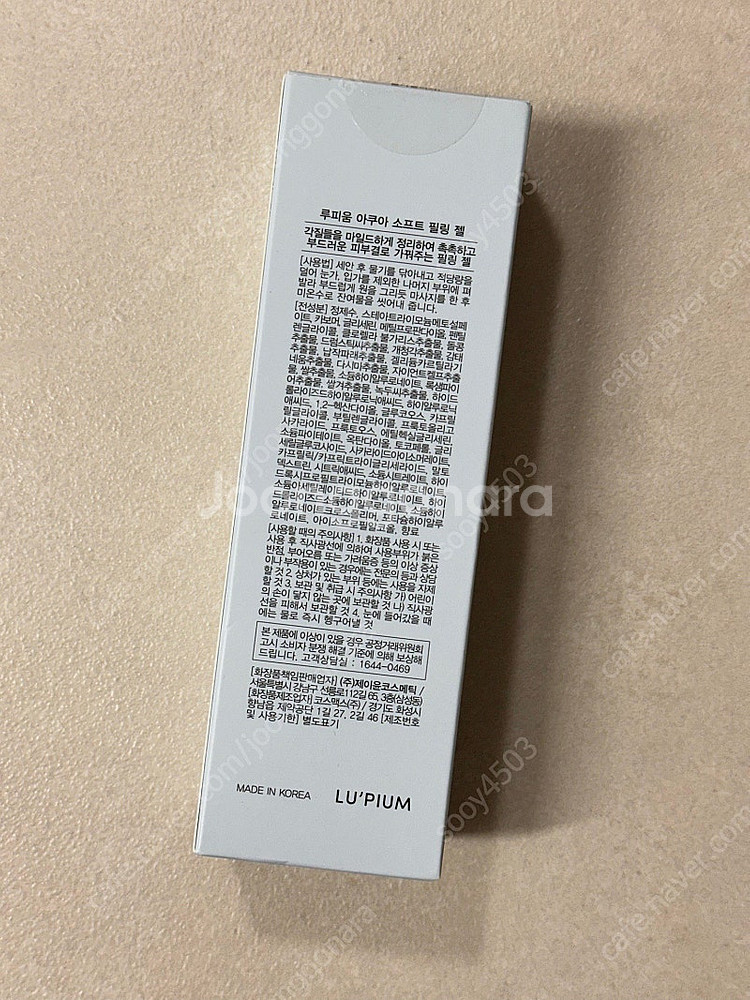 루피움 아쿠아 소프트 필링 젤
각질들을 마일드하게 정리하여 촉촉하고
부드러운 피부결로 가꿔주는 필링 젤
[사용법] 세안 후 물기를 닦아내고 적당량을
덜어 눈가, 입가를 제외한 나머지 부위에 펴
발라 부드럽게 원을 그리듯 마사지를 한 후
미온수로 잔여물을 씻어내 줍니다.
[전성분] 정제수, 스테아트라이모늄메토설페
이트, 카보머, 글리세린, 메틸프로판다이올, 펜틸
렌글라이콜, 클로렐라 불가리스추출물, 돌콩
추출물, 드럼스틱씨추출물, 개청각추출물, 감태
추출물, 납작파래추출물, 겔리듐카르틸라기
네움추출물, 다시마추출물, 자이언트켈프추출
물, 쌀추출물, 소듐하이알루로네이트, 록샘파이
어추출물, 쌀겨추출물, 녹두씨추출물, 하이드
롤라이즈드하이알루로닉애씨드, 하이알루로닉
애씨드, 1,2-헥산다이올, 글루코오스, 카프릴
릴글라이콜, 부틸렌글라이콜, 프룩토올리고
사카라이드, 프룩토오스, 에틸헥실글리세린,
소듐파이테이트, 옥탄다이올, 토코페롤, 글리
세릴글루코사이드, 사카라이드아이소머레이트,
카프릴릭/카프릭트라이글리세라이드, 말토
덱스트린, 시트릭애씨드, 소듐시트레이트, 하이
드록시프로필트라이모늄하이알루로네이트,
소듐아세틸레이티드하이알루로네이트, 하이
드롤라이즈드소듐하이알루로네이트, 소듐하이
알루로네이트크로스폴리머, 포타슘하이알루
로네이트, 아이소프로필알코올, 향료
[사용할 때의 주의사항] 1. 화장품 사용 시 또는
사용 후 직사광선에 의하여 사용부위가 붉은
반점, 부어오름 또는 가려움증 등의 이상 증상
이나 부작용이 있는 경우에는 전문의 등과 상담
할 것 2. 상처가 있는 부위 등에는 사용을 자제
할 것 3. 보관 및 취급 시 주의사항 가) 어린이
의 손이 닿지 않는 곳에 보관할 것 나) 직사광
선을 피해서 보관할 것 4. 눈에 들어갔을 때
에는 물로 즉시 헹구어낼 것
본 제품에 이상이 있을 경우 공정거래위원회
고시 소비자 분쟁 해결 기준에 의해 보상해
드립니다. 고객상담실 : 1644-0469
[화장품책임판매업자] (주)제이윤코스메틱 /
서울특별시 강남구 선릉로112길 65, 3층(삼성동)
[화장품제조업자] 코스맥스(주) / 경기도 화성시
향남읍 제약공단 1길 27, 2길 46 [제조번호
및 사용기한] 별도표기
MADE IN KOREA LU'PIUM
Joonggonara
sooy4503
cafe.naver.com/joonggonara